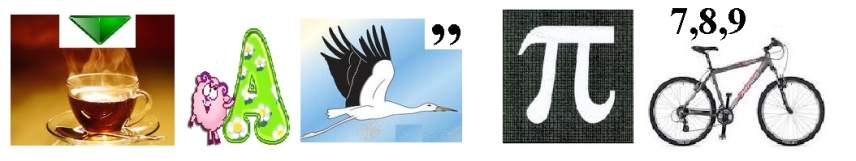 А ,, π 7,8,9